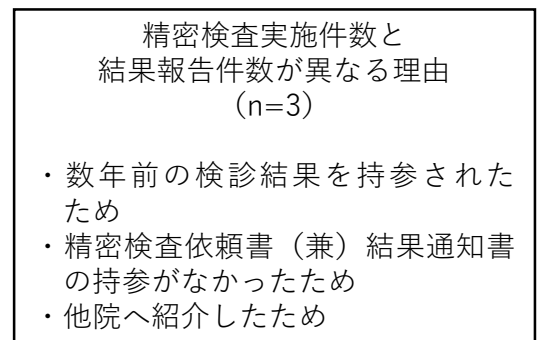 精密検査実施件数と
結果報告件数が異なる理由
（n=3）
・数年前の検診結果を持参された
ため
・精密検査依頼書（兼）結果通知書
の持参がなかったため
・他院へ紹介したため